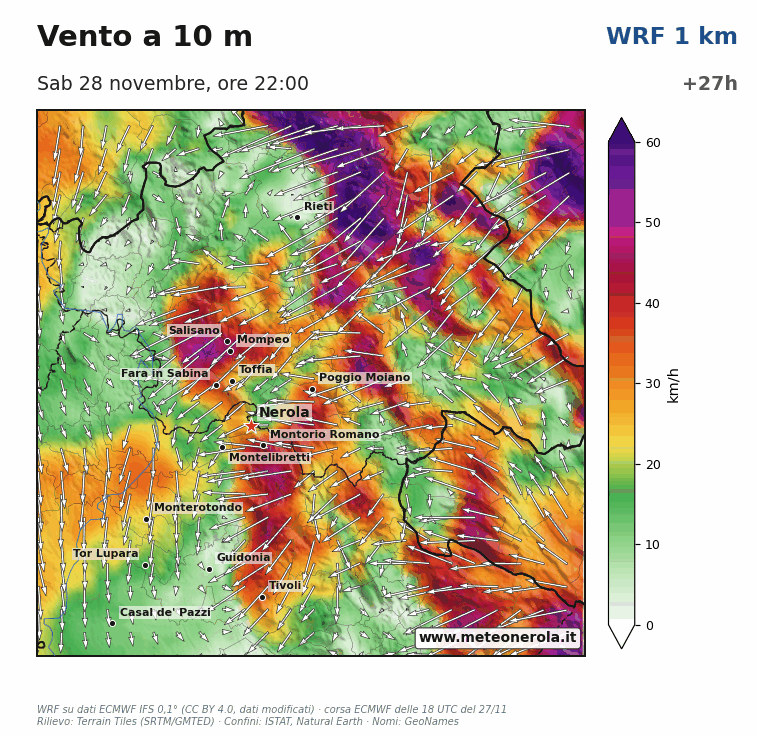 Vento a 10 m
WRF 1 km
Sab 28 novembre, ore 22:00
+27h
Rieti
Salisano
Mompeo
Fara in Sabina
Toffia
Poggio Moiano
Nerola
Montorio Romano
Montelibretti
Monterotondo
Tor Lupara
Guidonia
Tivoli
Casal de' Pazzi
www.meteonerola.it
60
50
40
30
20
10
0
km/h
WRF su dati ECMWF IFS 0,1° (CC BY 4.0, dati modificati) · corsa ECMWF delle 18 UTC del 27/11
Rilievo: Terrain Tiles (SRTM/GMTED) · Confini: ISTAT, Natural Earth · Nomi: GeoNames